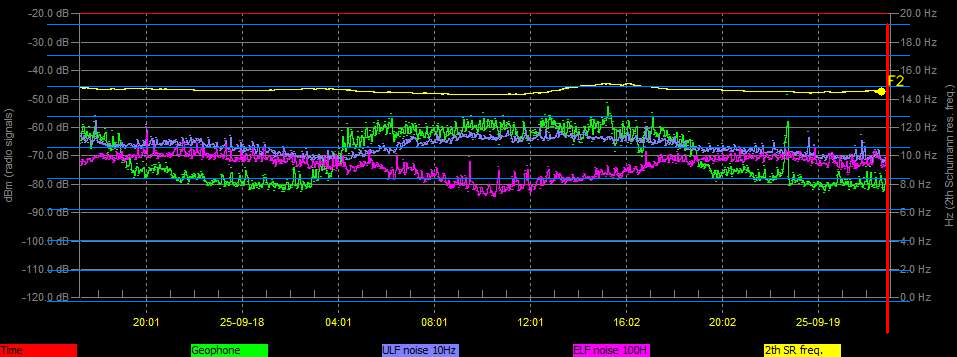 -20.0 dB 20.0 Hz
-30.0 dB 18.0 Hz
-40.0 dB 16.0 Hz
F2
-50.0 dB 14.0 Hz
-60.0 dB 12.0 Hz
-70.0 dB 10.0 Hz
-80.0 dB 8.0 Hz
-90.0 dB 6.0 Hz
-100.0 dB 4.0 Hz
-110.0 dB 2.0 Hz
-120.0 dB 0.0 Hz
dBm (radio signals)
Hz (2th Schumann res. freq.)
20:01 25-09-18 04:01 08:01 12:01 16:02 20:02 25-09-19
Time Geophone ULF noise 10Hz ELF noise 100H 2th SR freq.